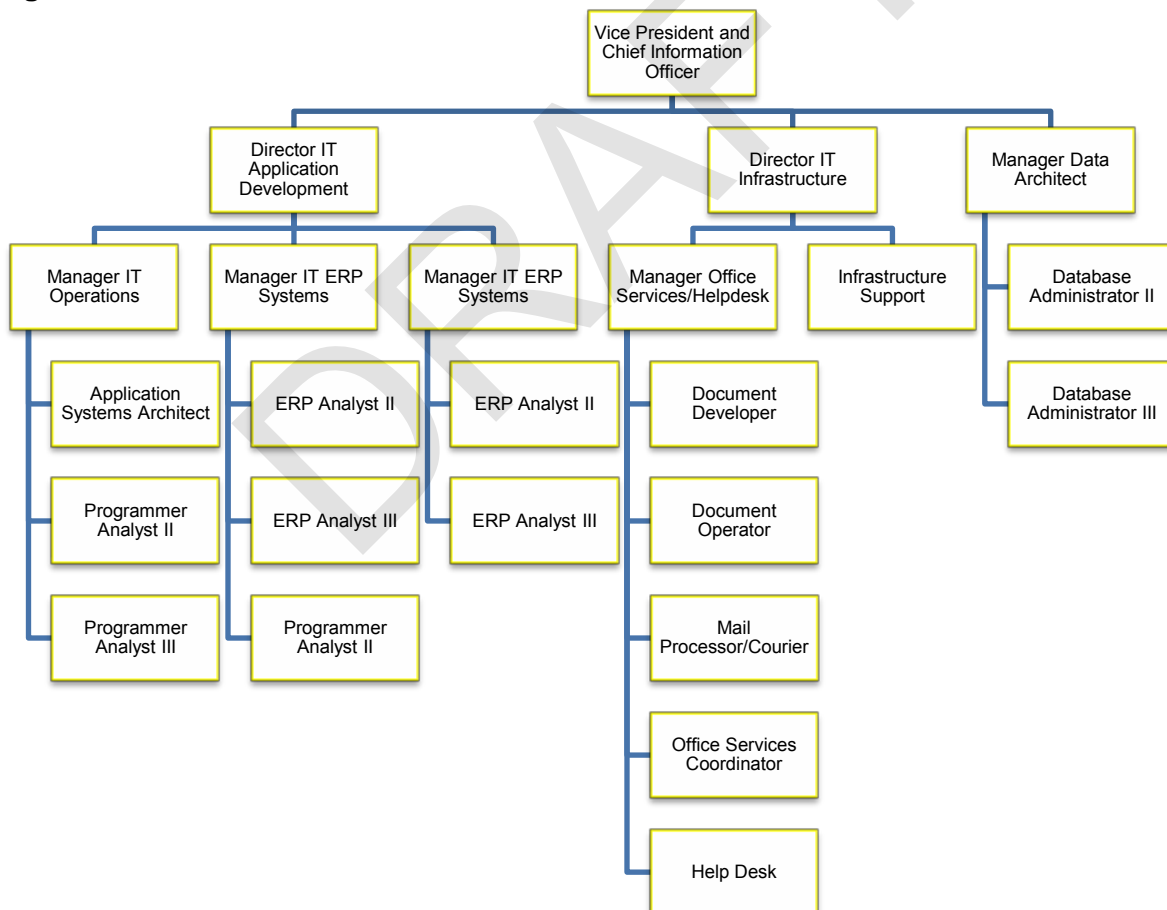 Vice President and
Chief Information
Officer
Director IT
Application
Development
Director IT
Infrastructure
Manager Data
Architect
Manager IT
Operations
Manager IT ERP
Systems
Manager IT ERP
Systems
Manager Office
Services/Helpdesk
Infrastructure
Support
Database
Administrator II
Application
Systems Architect
ERP Analyst II
ERP Analyst II
Document
Developer
Database
Administrator III
Programmer
Analyst II
ERP Analyst III
ERP Analyst III
Document
Operator
Programmer
Analyst III
Programmer
Analyst II
Mail
Processor/Courier
Office Services
Coordinator
Help Desk
DRAFT